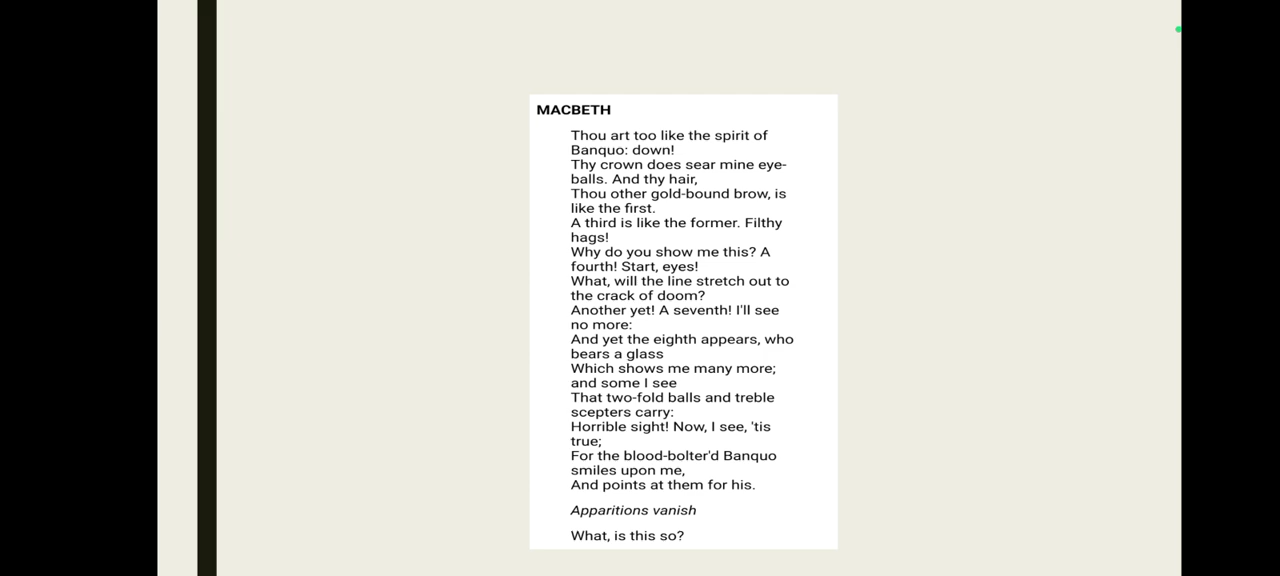 MACBETH
Thou art too like the spirit of
Banquo: down!
Thy crown does sear mine eye-
balls. And thy hair,
Thou other gold-bound brow, is
like the first.
A third is like the former. Filthy
hags!
Why do you show me this? A
fourth! Start, eyes!
What, will the line stretch out to
the crack of doom?
Another yet! A seventh! I'll see
no more:
And yet the eighth appears, who
bears a glass
Which shows me many more;
and some I see
That two-fold balls and treble
scepters carry:
Horrible sight! Now, I see, 'tis
true;
For the blood-bolter'd Banquo
smiles upon me,
And points at them for his.
Apparitions vanish
What, is this so?